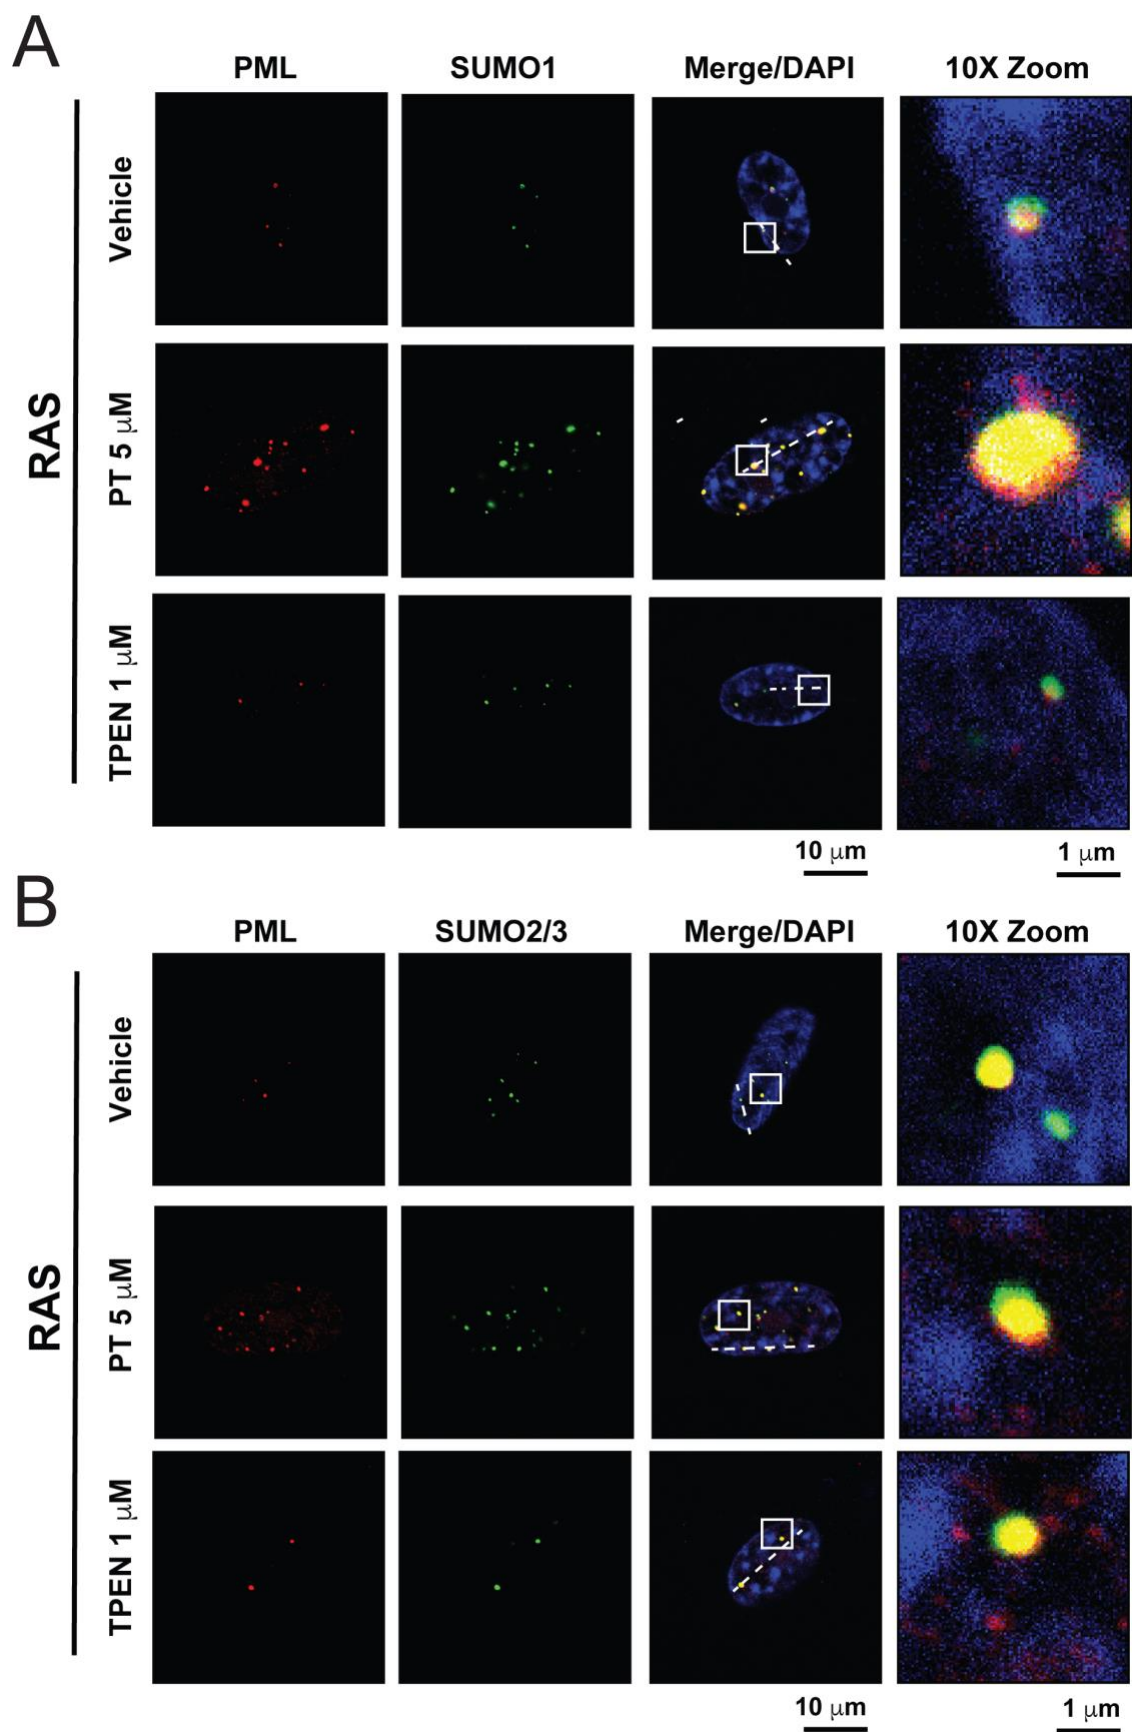 A
PML SUMO1 Merge/DAPI 10X Zoom
RAS
Vehicle
PT 5 μM
TPEN 1 μM
10 μm 1 μm
B
PML SUMO2/3 Merge/DAPI 10X Zoom
RAS
Vehicle
PT 5 μM
TPEN 1 μM
10 μm 1 μm